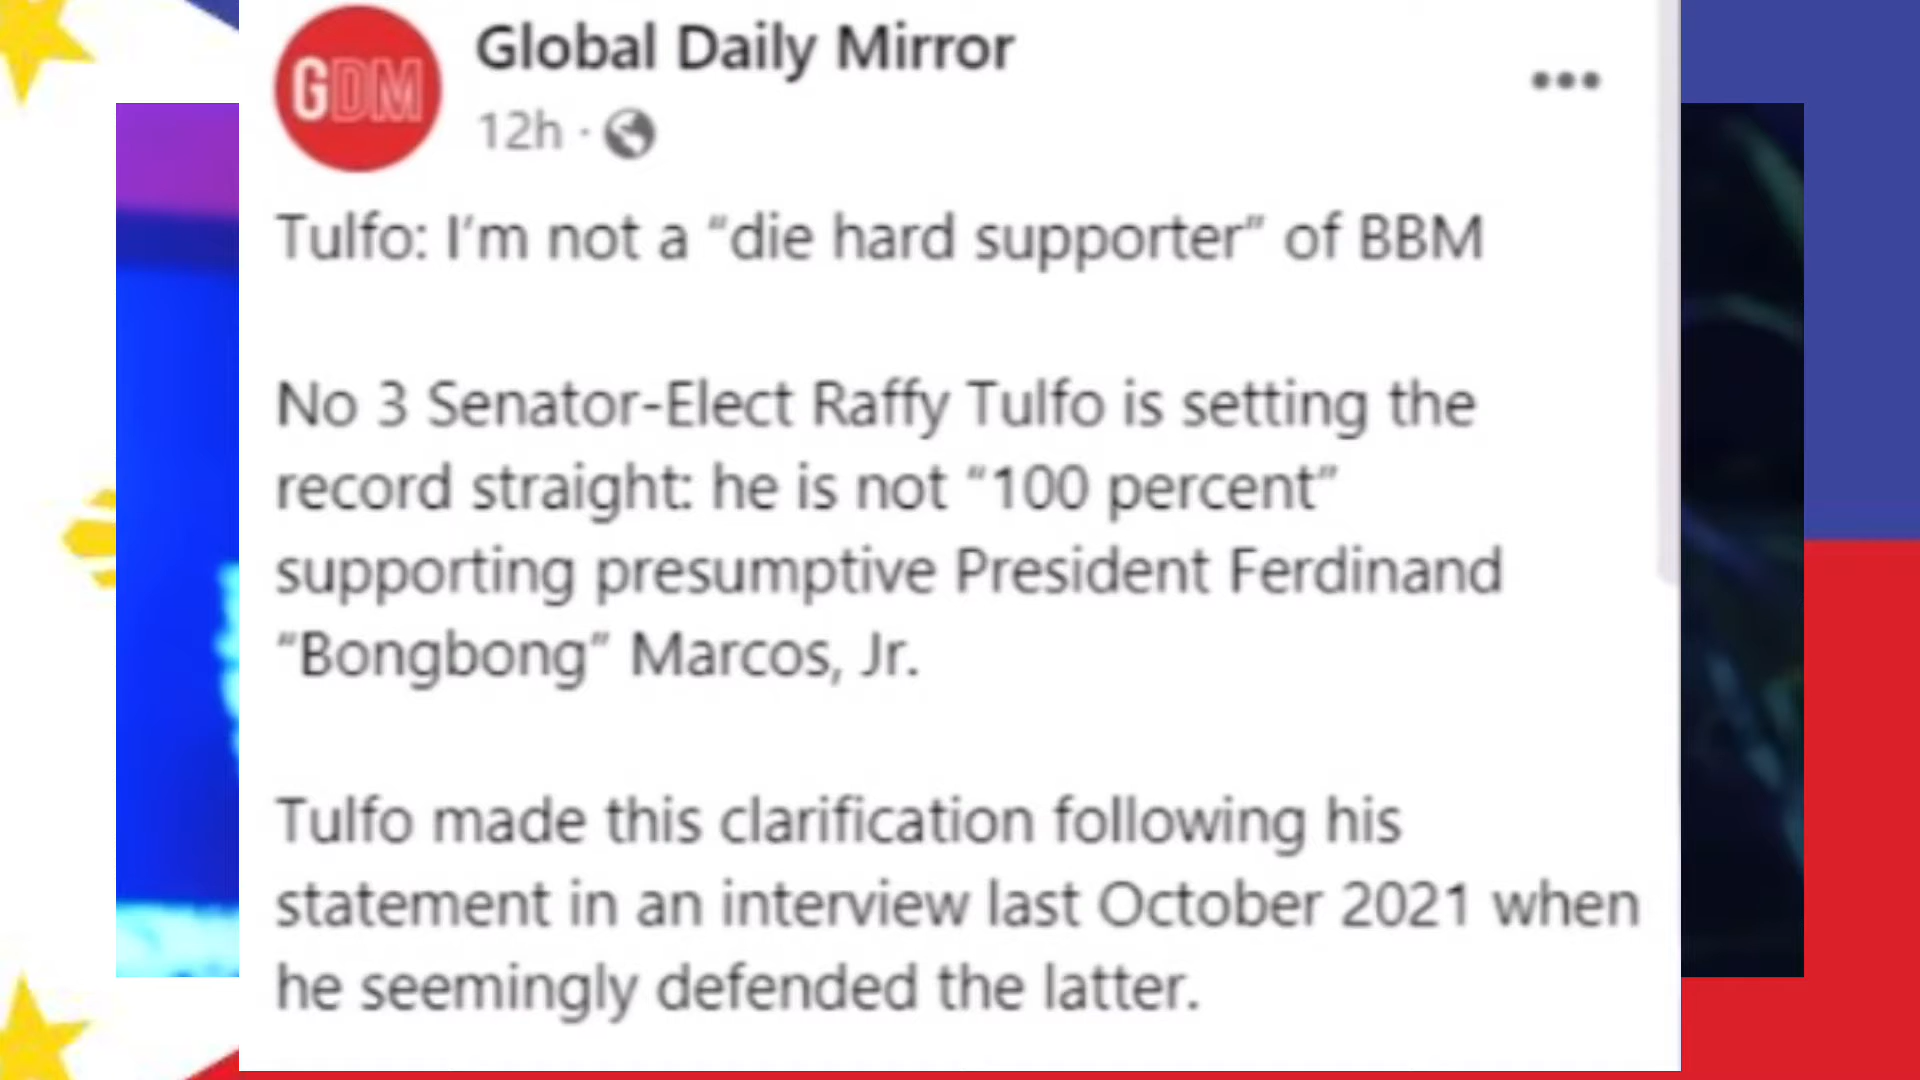 GDM
Global Daily Mirror
12h ·
Tulfo: I’m not a “die hard supporter” of BBM
No 3 Senator-Elect Raffy Tulfo is setting the
record straight: he is not “100 percent”
supporting presumptive President Ferdinand
“Bongbong” Marcos, Jr.
Tulfo made this clarification following his
statement in an interview last October 2021 when
he seemingly defended the latter.